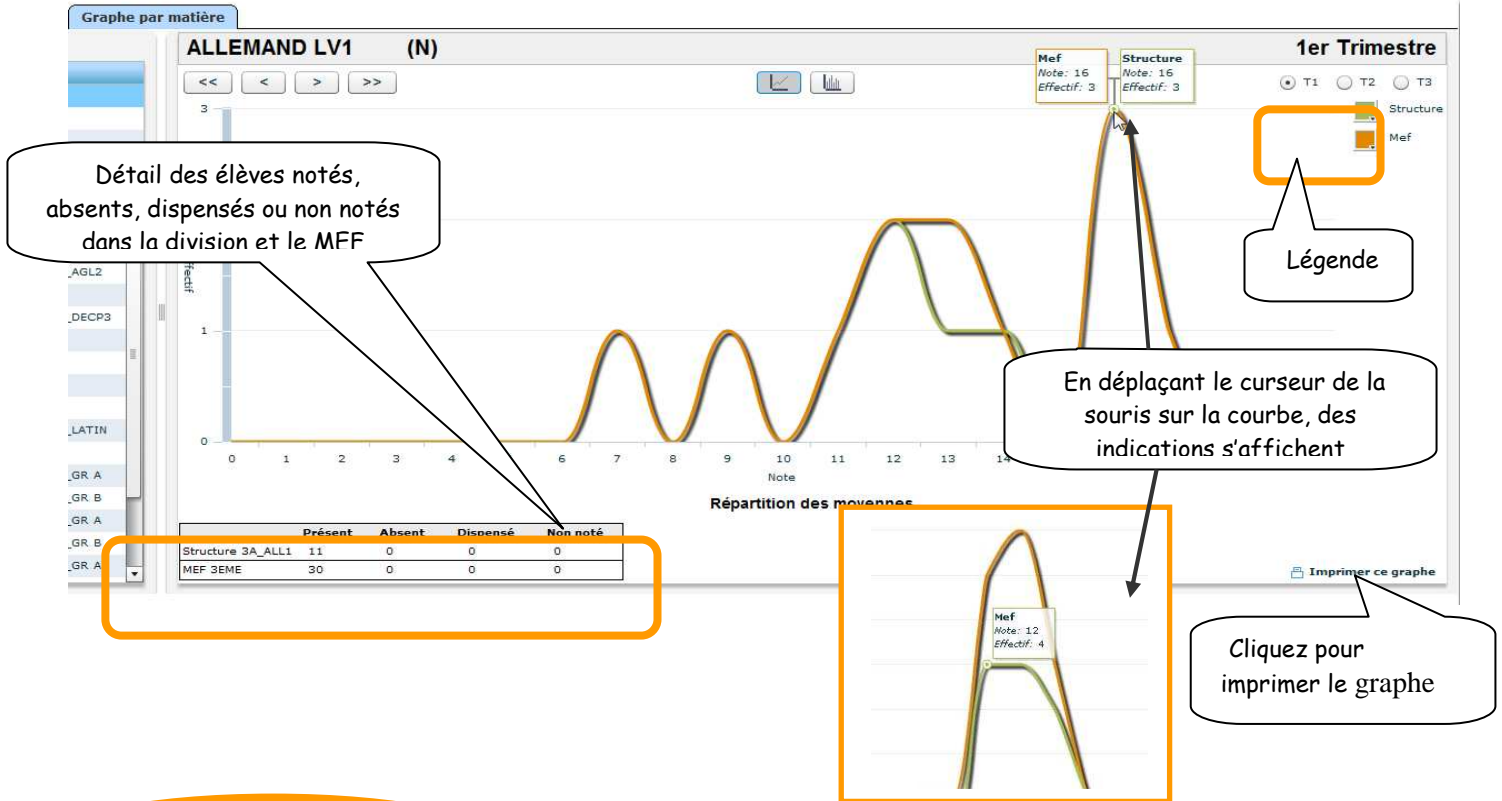 Graphe par matière
ALLEMAND LV1 (N)
1er Trimestre
<< < > >>
Mef
Note: 16
Effectif: 3
Structure
Note: 16
Effectif: 3
T1 T2 T3
Structure
Mef
3
Détail des élèves notés,
absents, dispensés ou non notés
dans la division et le MEF
Légende
_AGL2
_DECP3
_LATIN
_GR A
_GR B
_GR A
_GR B
_GR A
1
0
En déplaçant le curseur de la
souris sur la courbe, des
indications s'affichent
0 1 2 3 4 6 7 8 9 10 11 12 13 14
Note
Répartition des moyennes
Présent Absent Dispensé Non noté
Structure 3A_ALL1 11 0 0 0
MEF 3EME 30 0 0 0
Imprimer ce graphe
Mef
Note: 12
Effectif: 4
Cliquez pour
imprimer le graphe